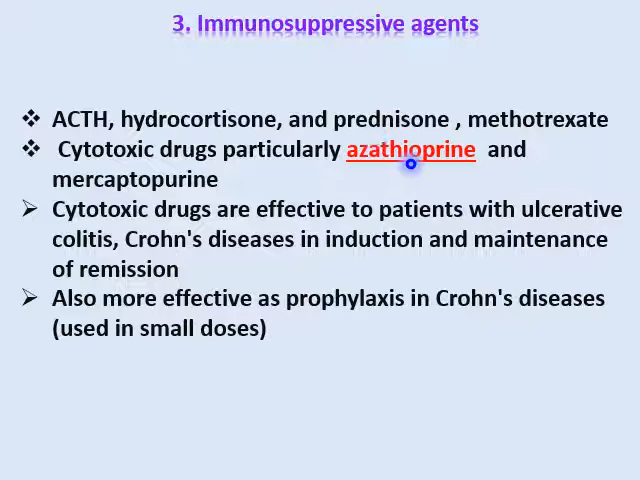 3. Immunosuppressive agents
❖ ACTH, hydrocortisone, and prednisone , methotrexate
❖ Cytotoxic drugs particularly azathioprine and
mercaptopurine
➢ Cytotoxic drugs are effective to patients with ulcerative
colitis, Crohn's diseases in induction and maintenance
of remission
➢ Also more effective as prophylaxis in Crohn's diseases
(used in small doses)